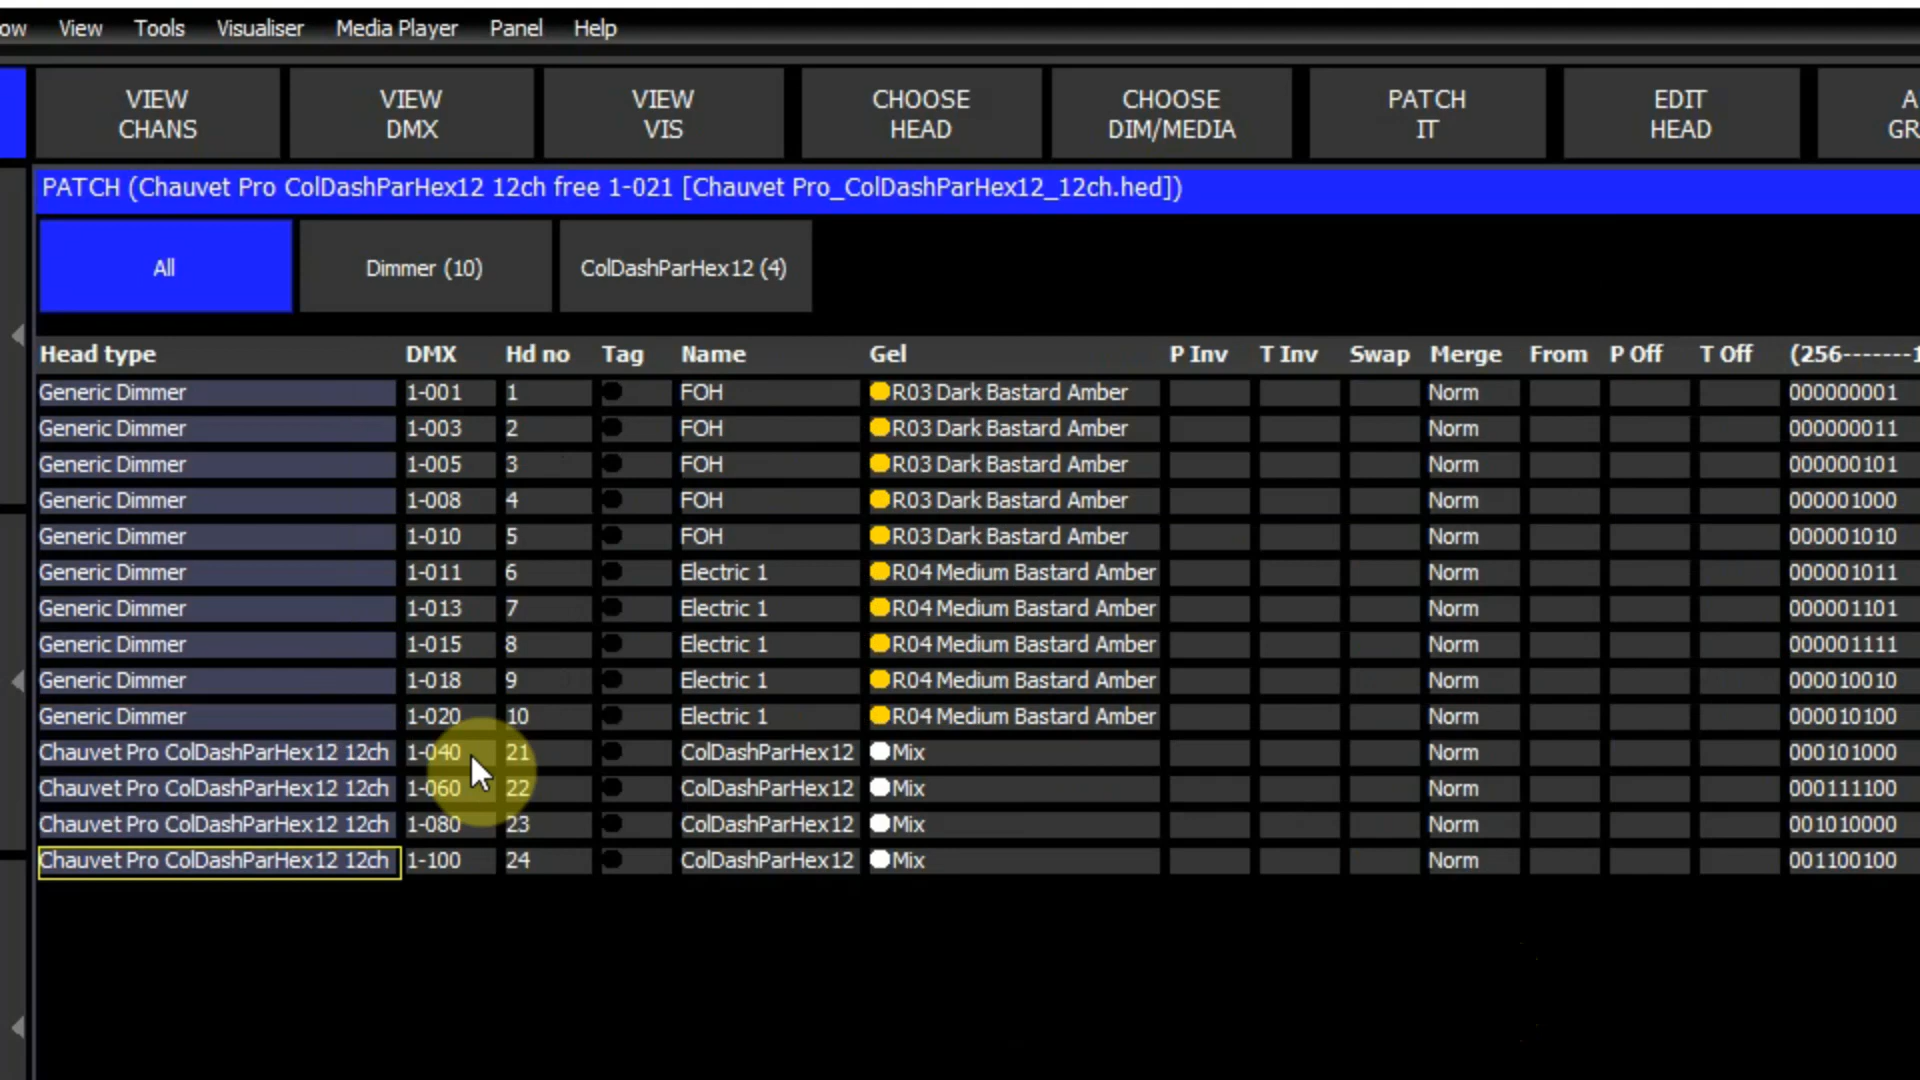 ow View Tools Visualiser Media Player Panel Help
VIEW CHANS
VIEW DMX
VIEW VIS
CHOOSE HEAD
CHOOSE DIM/MEDIA
PATCH IT
EDIT HEAD
A GR
PATCH (Chauvet Pro ColDashParHex12 12ch free 1-021 [Chauvet Pro_ColDashParHex12_12ch.hed])
All Dimmer (10) ColDashParHex12 (4)
Head type DMX Hd no Tag Name Gel P Inv T Inv Swap Merge From P Off T Off (256-------1
Generic Dimmer 1-001 1 FOH R03 Dark Bastard Amber Norm 000000001
Generic Dimmer 1-003 2 FOH R03 Dark Bastard Amber Norm 000000011
Generic Dimmer 1-005 3 FOH R03 Dark Bastard Amber Norm 000000101
Generic Dimmer 1-008 4 FOH R03 Dark Bastard Amber Norm 000001000
Generic Dimmer 1-010 5 FOH R03 Dark Bastard Amber Norm 000001010
Generic Dimmer 1-011 6 Electric 1 R04 Medium Bastard Amber Norm 000001011
Generic Dimmer 1-013 7 Electric 1 R04 Medium Bastard Amber Norm 000001101
Generic Dimmer 1-015 8 Electric 1 R04 Medium Bastard Amber Norm 000001111
Generic Dimmer 1-018 9 Electric 1 R04 Medium Bastard Amber Norm 000010010
Generic Dimmer 1-020 10 Electric 1 R04 Medium Bastard Amber Norm 000010100
Chauvet Pro ColDashParHex12 12ch 1-040 21 ColDashParHex12 Mix Norm 000101000
Chauvet Pro ColDashParHex12 12ch 1-060 22 ColDashParHex12 Mix Norm 000111100
Chauvet Pro ColDashParHex12 12ch 1-080 23 ColDashParHex12 Mix Norm 001010000
Chauvet Pro ColDashParHex12 12ch 1-100 24 ColDashParHex12 Mix Norm 001100100